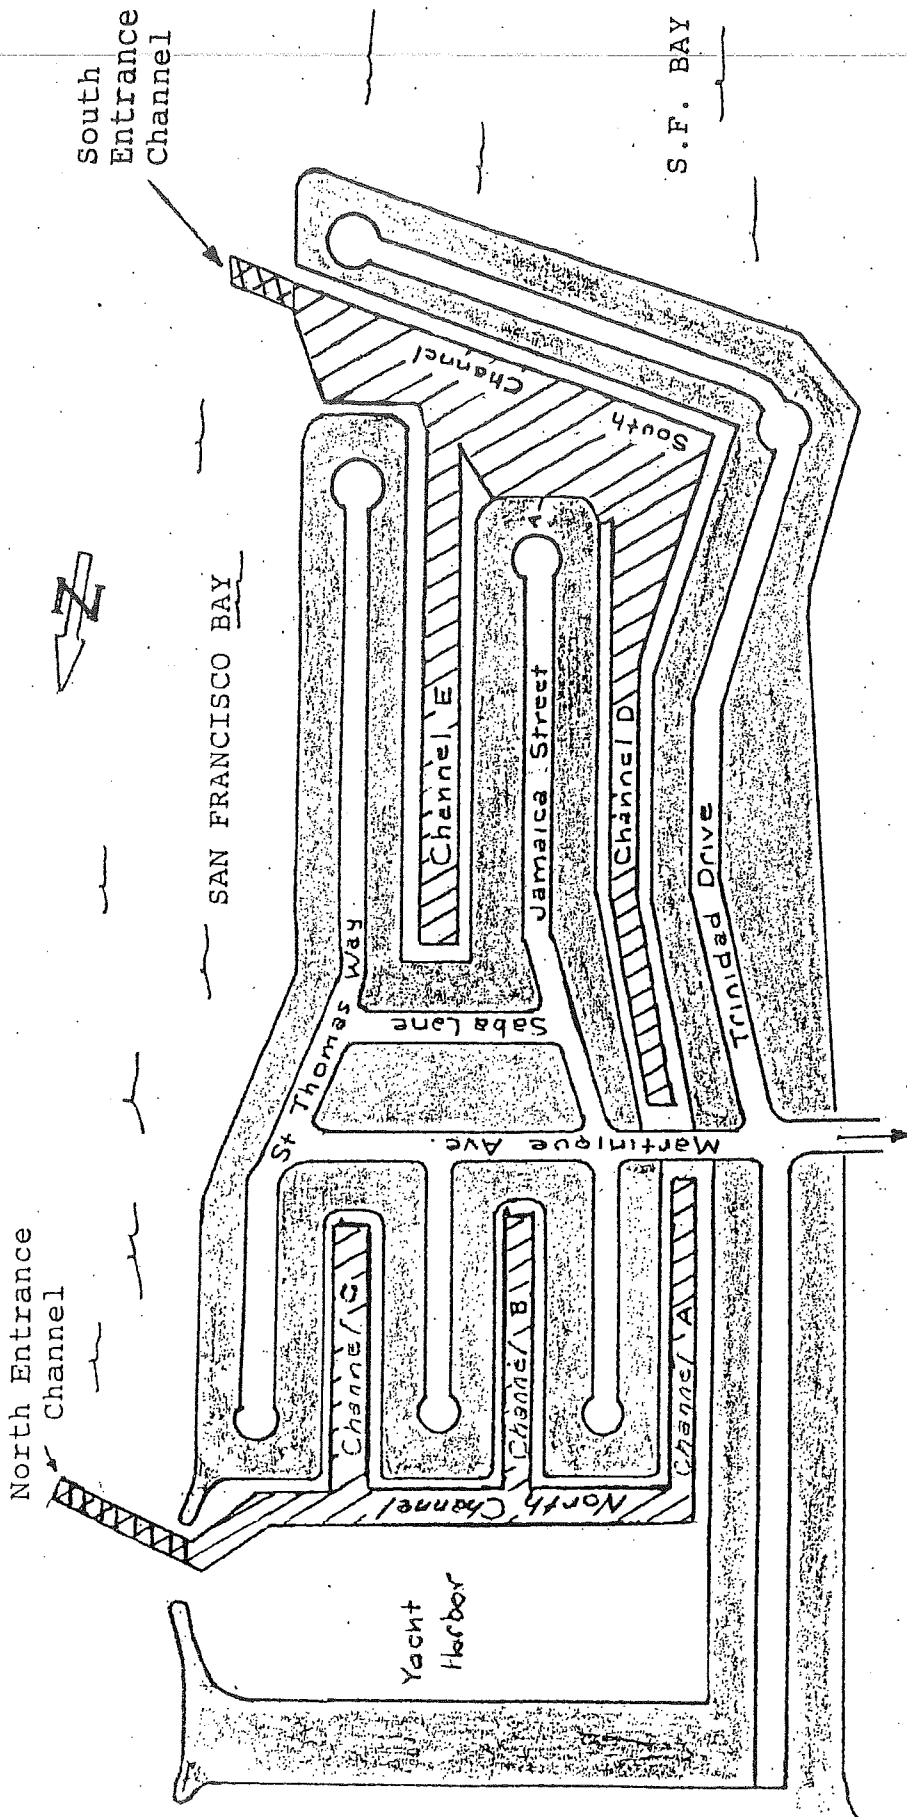 North Entrance
Channel
South
Entrance
Channel
N
SAN FRANCISCO BAY
S.F. BAY
Yacht
Harbor
North Channel
Channel C
Channel B
Channel A
St Thomas Way
Martinique Ave.
Saba Lane
Channel E
Jamaica Street
Channel D
Trinidad Drive
South Channel